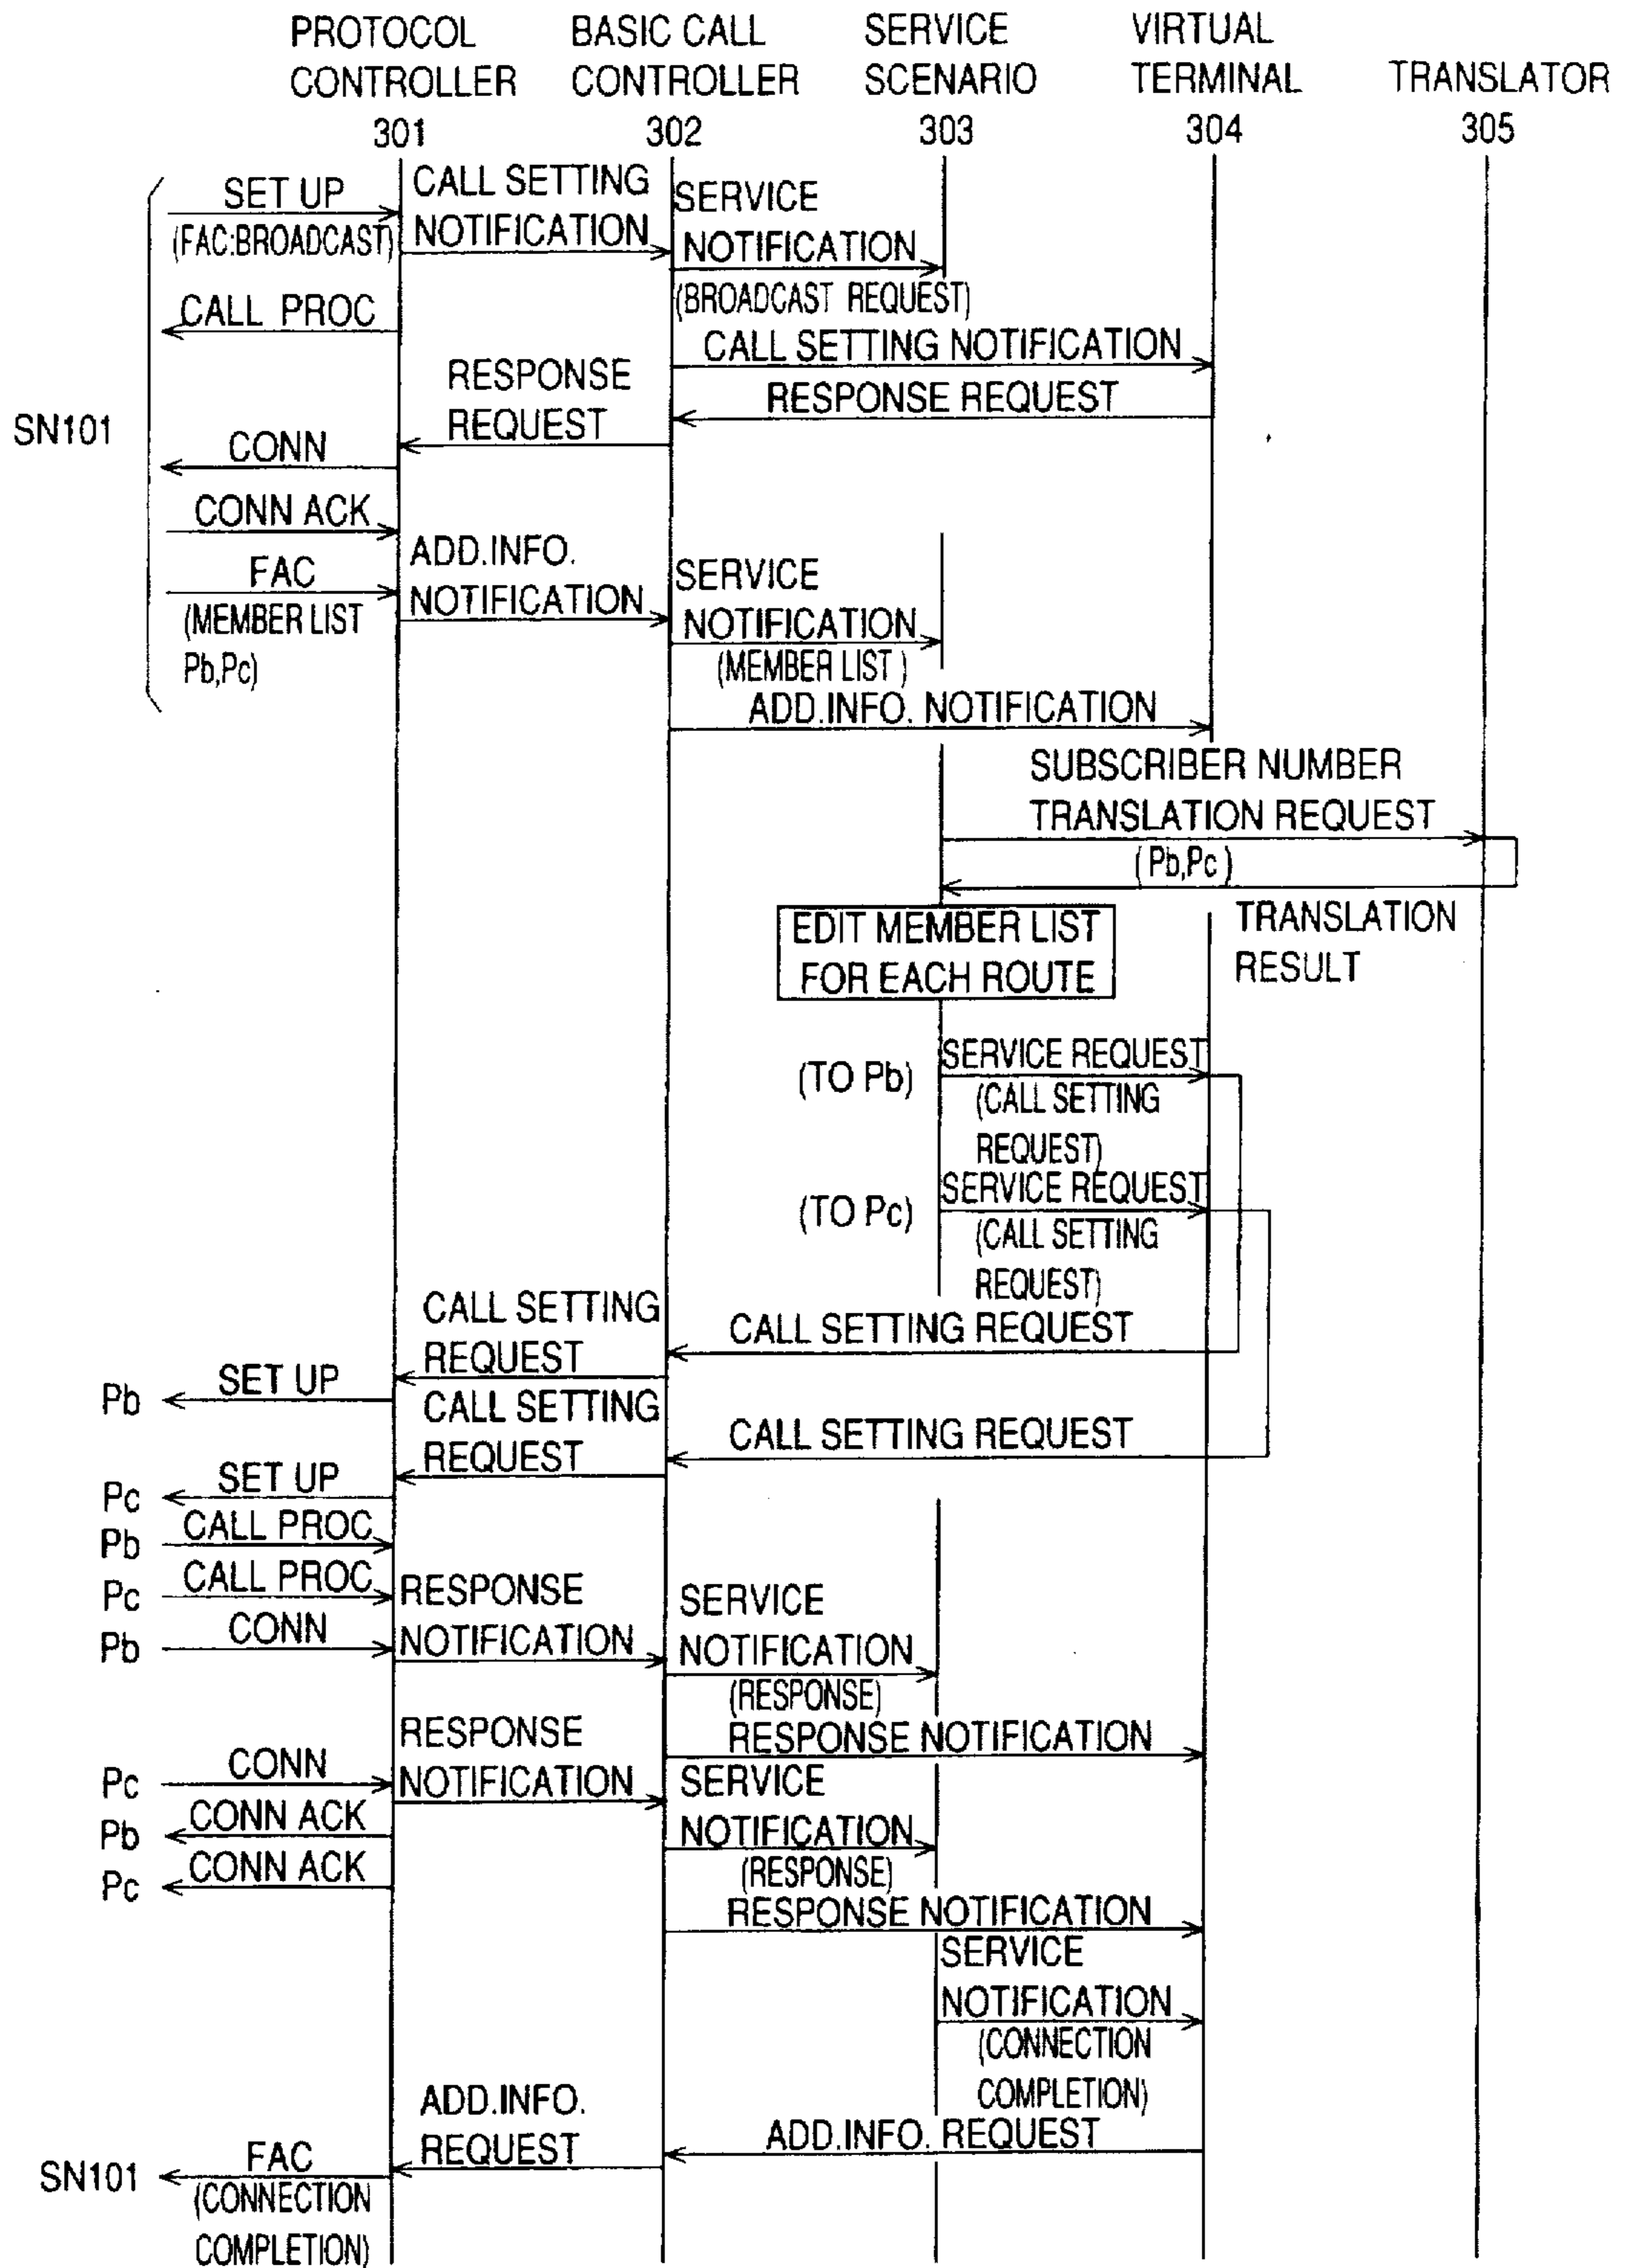 PROTOCOL
CONTROLLER
301
BASIC CALL
CONTROLLER
302
SERVICE
SCENARIO
303
VIRTUAL
TERMINAL
304
TRANSLATOR
305
SN101
SET UP
(FAC:BROADCAST)
CALL SETTING
NOTIFICATION
SERVICE
NOTIFICATION
(BROADCAST REQUEST)
CALL PROC
CALL SETTING NOTIFICATION
RESPONSE REQUEST
RESPONSE
REQUEST
CONN
CONN ACK
FAC
(MEMBER LIST
Pb,Pc)
ADD.INFO.
NOTIFICATION
SERVICE
NOTIFICATION
(MEMBER LIST )
ADD.INFO. NOTIFICATION
SUBSCRIBER NUMBER
TRANSLATION REQUEST
( Pb,Pc )
TRANSLATION
RESULT
EDIT MEMBER LIST
FOR EACH ROUTE
(TO Pb)
SERVICE REQUEST
(CALL SETTING
REQUEST)
(TO Pc)
SERVICE REQUEST
(CALL SETTING
REQUEST)
CALL SETTING REQUEST
CALL SETTING
REQUEST
Pb
SET UP
CALL SETTING REQUEST
CALL SETTING
REQUEST
Pc
SET UP
Pb
CALL PROC
Pc
CALL PROC
Pb
CONN
RESPONSE
NOTIFICATION
SERVICE
NOTIFICATION
(RESPONSE)
RESPONSE NOTIFICATION
Pc
CONN
RESPONSE
NOTIFICATION
SERVICE
NOTIFICATION
(RESPONSE)
Pb
CONN ACK
Pc
CONN ACK
RESPONSE NOTIFICATION
SERVICE
NOTIFICATION
(CONNECTION
COMPLETION)
ADD.INFO. REQUEST
ADD.INFO.
REQUEST
SN101
FAC
(CONNECTION
COMPLETION)